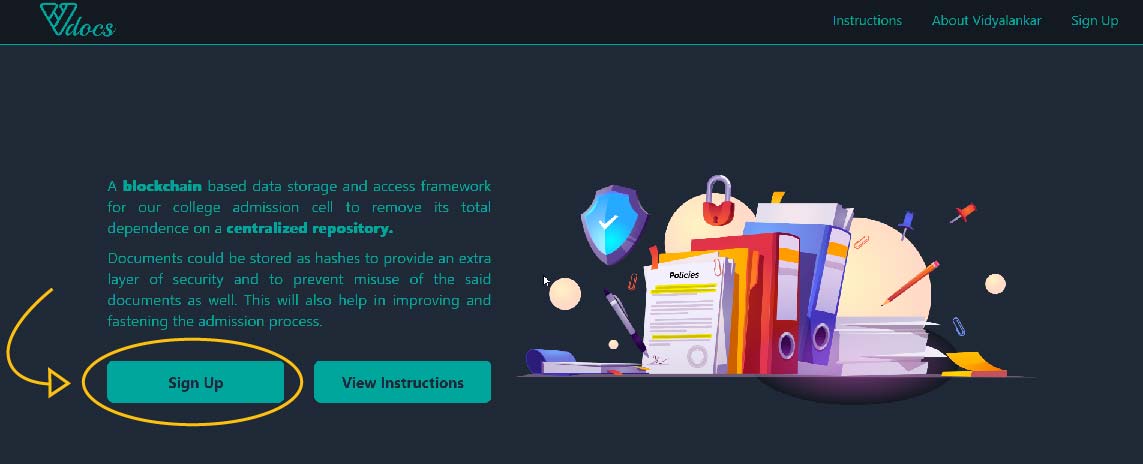 Vdocs
Instructions
About Vidyalankar
Sign Up
A blockchain based data storage and access framework
for our college admission cell to remove its total
dependence on a centralized repository.
Documents could be stored as hashes to provide an extra
layer of security and to prevent misuse of the said
documents as well. This will also help in improving and
fastening the admission process.
Policies
Sign Up
View Instructions